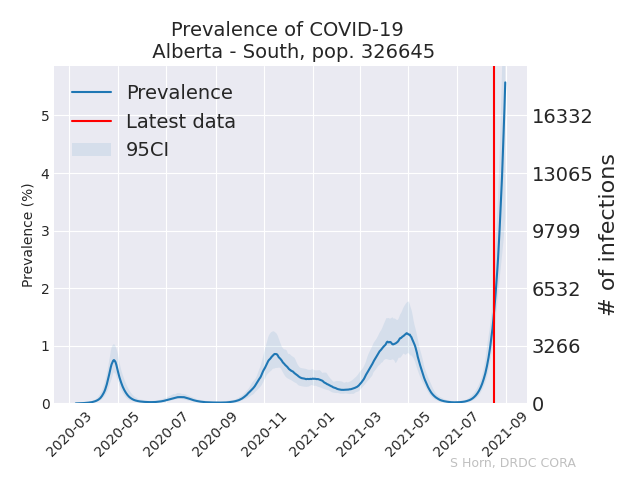 Prevalence of COVID-19
Alberta - South, pop. 326645
Prevalence
Latest data
95CI
Prevalence (%)
5
4
3
2
1
0
16332
13065
9799
6532
3266
0
# of infections
2020-03
2020-05
2020-07
2020-09
2020-11
2021-01
2021-03
2021-05
2021-07
2021-09
S Horn, DRDC CORA